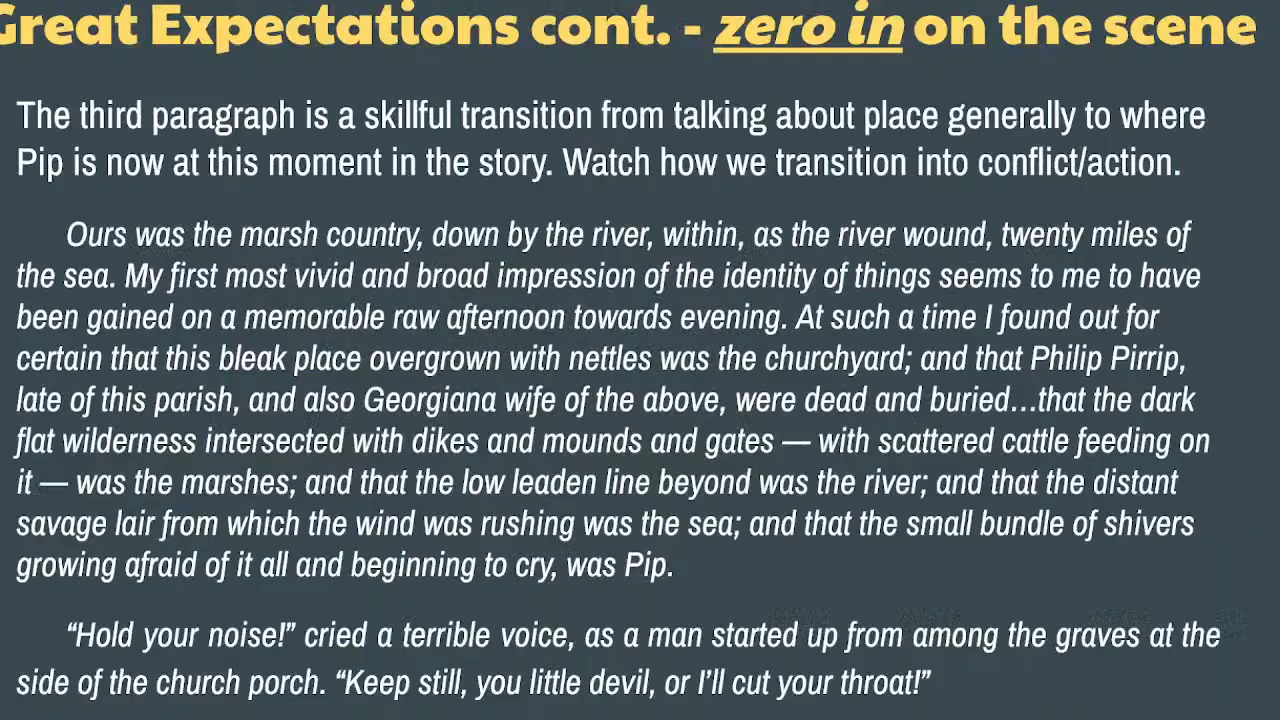 Great Expectations cont. - zero in on the scene
The third paragraph is a skillful transition from talking about place generally to where
Pip is now at this moment in the story. Watch how we transition into conflict/action.
Ours was the marsh country, down by the river, within, as the river wound, twenty miles of
the sea. My first most vivid and broad impression of the identity of things seems to me to have
been gained on a memorable raw afternoon towards evening. At such a time I found out for
certain that this bleak place overgrown with nettles was the churchyard; and that Philip Pirrip,
late of this parish, and also Georgiana wife of the above, were dead and buried…that the dark
flat wilderness intersected with dikes and mounds and gates — with scattered cattle feeding on
it — was the marshes; and that the low leaden line beyond was the river; and that the distant
savage lair from which the wind was rushing was the sea; and that the small bundle of shivers
growing afraid of it all and beginning to cry, was Pip.
“Hold your noise!” cried a terrible voice, as a man started up from among the graves at the
side of the church porch. “Keep still, you little devil, or I’ll cut your throat!”